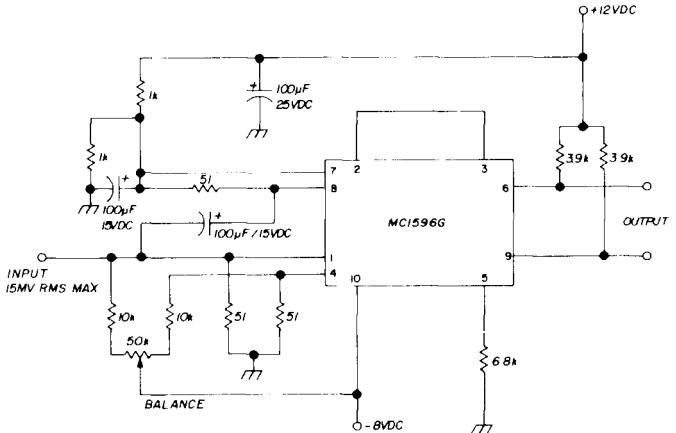 +12VDC
1k
+
100µF
25VDC
1k
+
100µF
15VDC
51
+
100µF/15VDC
7
8
2
3
3.9k
3.9k
6
MC1596G
OUTPUT
INPUT
15MV RMS MAX
1
4
10
9
5
10k
10k
51
51
50k
BALANCE
6.8k
-8VDC